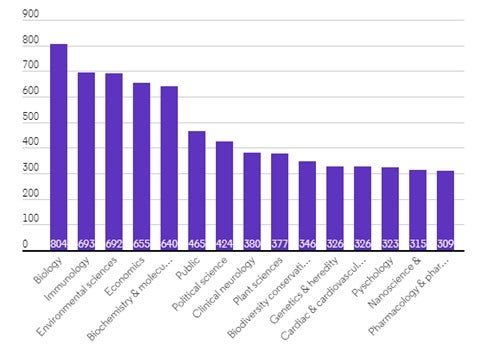 900
800
700
600
500
400
300
200
100
0
804 693 692 655 640 465 424 380 377 346 326 326 323 315 309
Biology
Immunology
Environmental sciences
Economics
Biochemistry & molecu...
Public
Political science
Clinical neurology
Plant sciences
Biodiversity conservati...
Genetics & heredity
Cardiac & cardiovascul...
Pyschology
Nanoscience &
Pharmacology & phar...